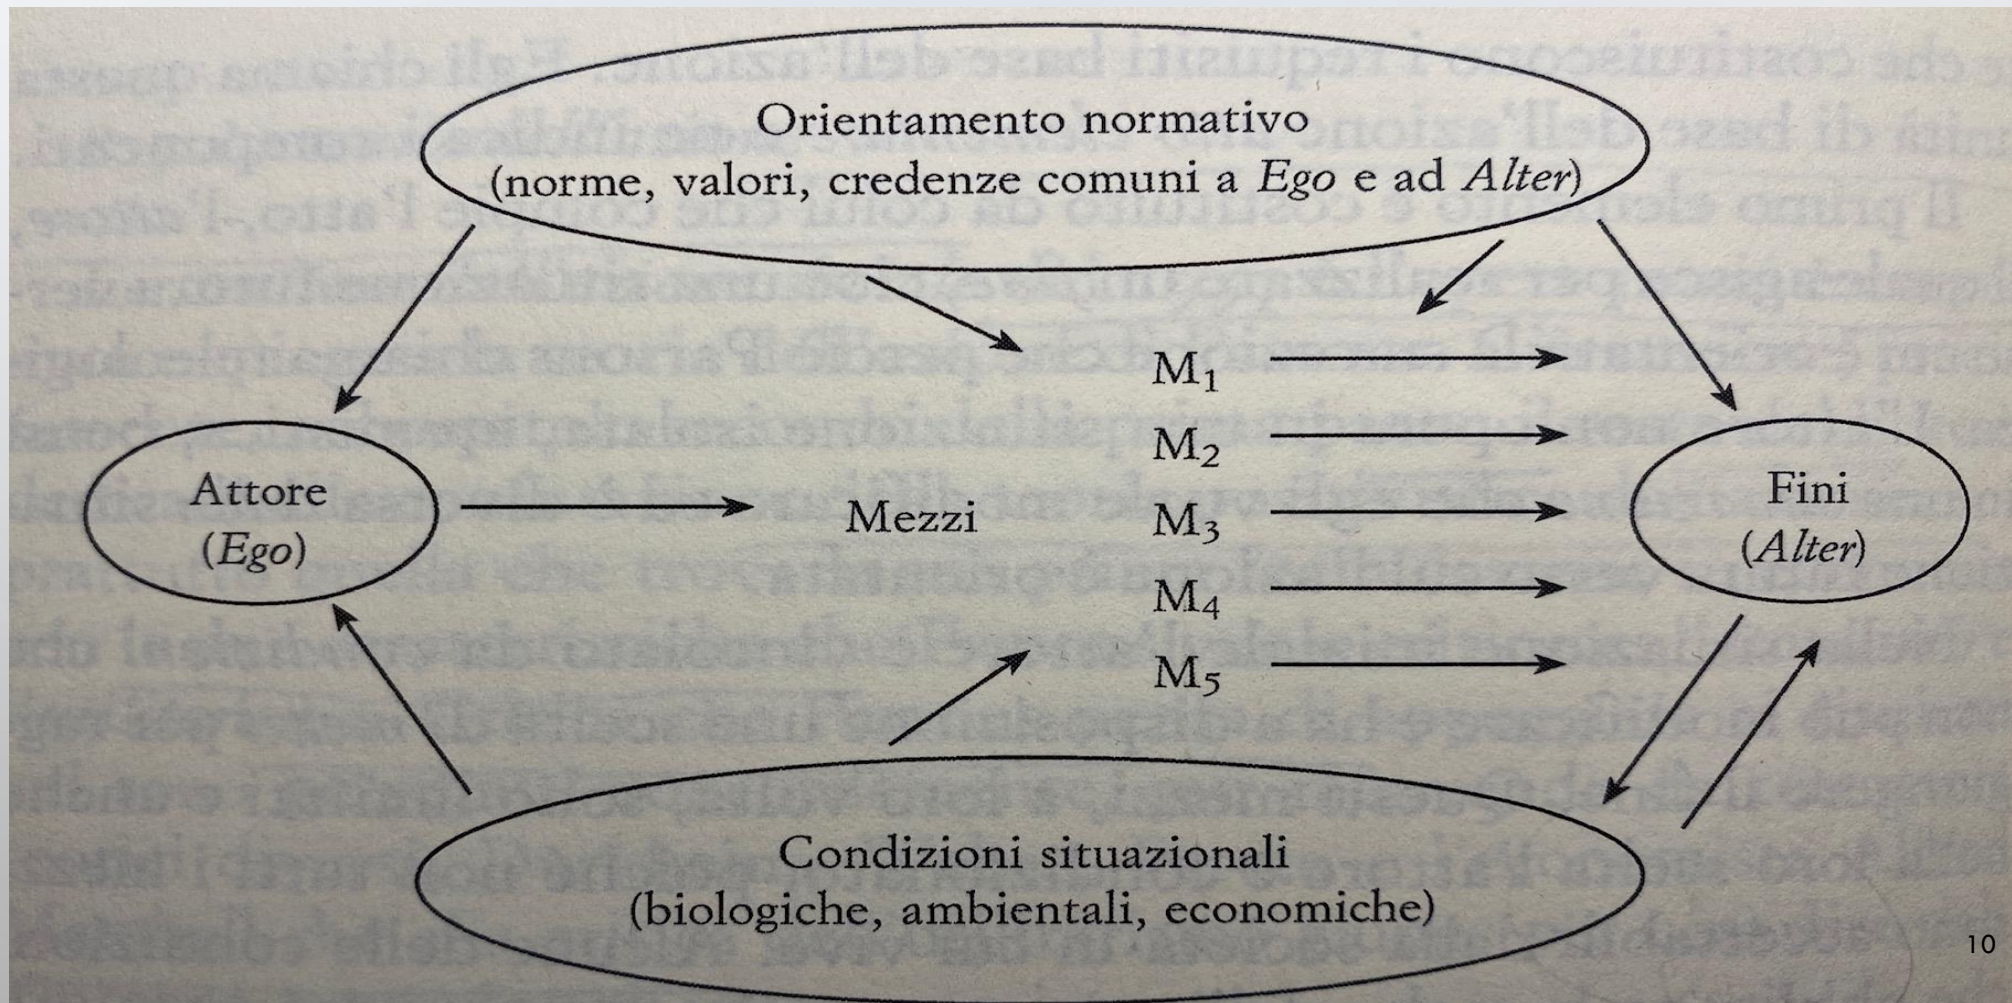 Orientamento normativo
(norme, valori, credenze comuni a Ego e ad Alter)
M₁
M₂
Attore
(Ego)
Mezzi
M₃
Fini
(Alter)
M₄
M₅
Condizioni situazionali
(biologiche, ambientali, economiche)
10